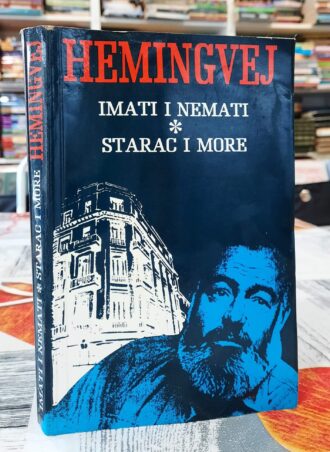 HEMINGVEJ
IMATI I NEMATI
*
STARAC I MORE
IMATI I NEMATI * STARAC I MORE HEMINGVEJ